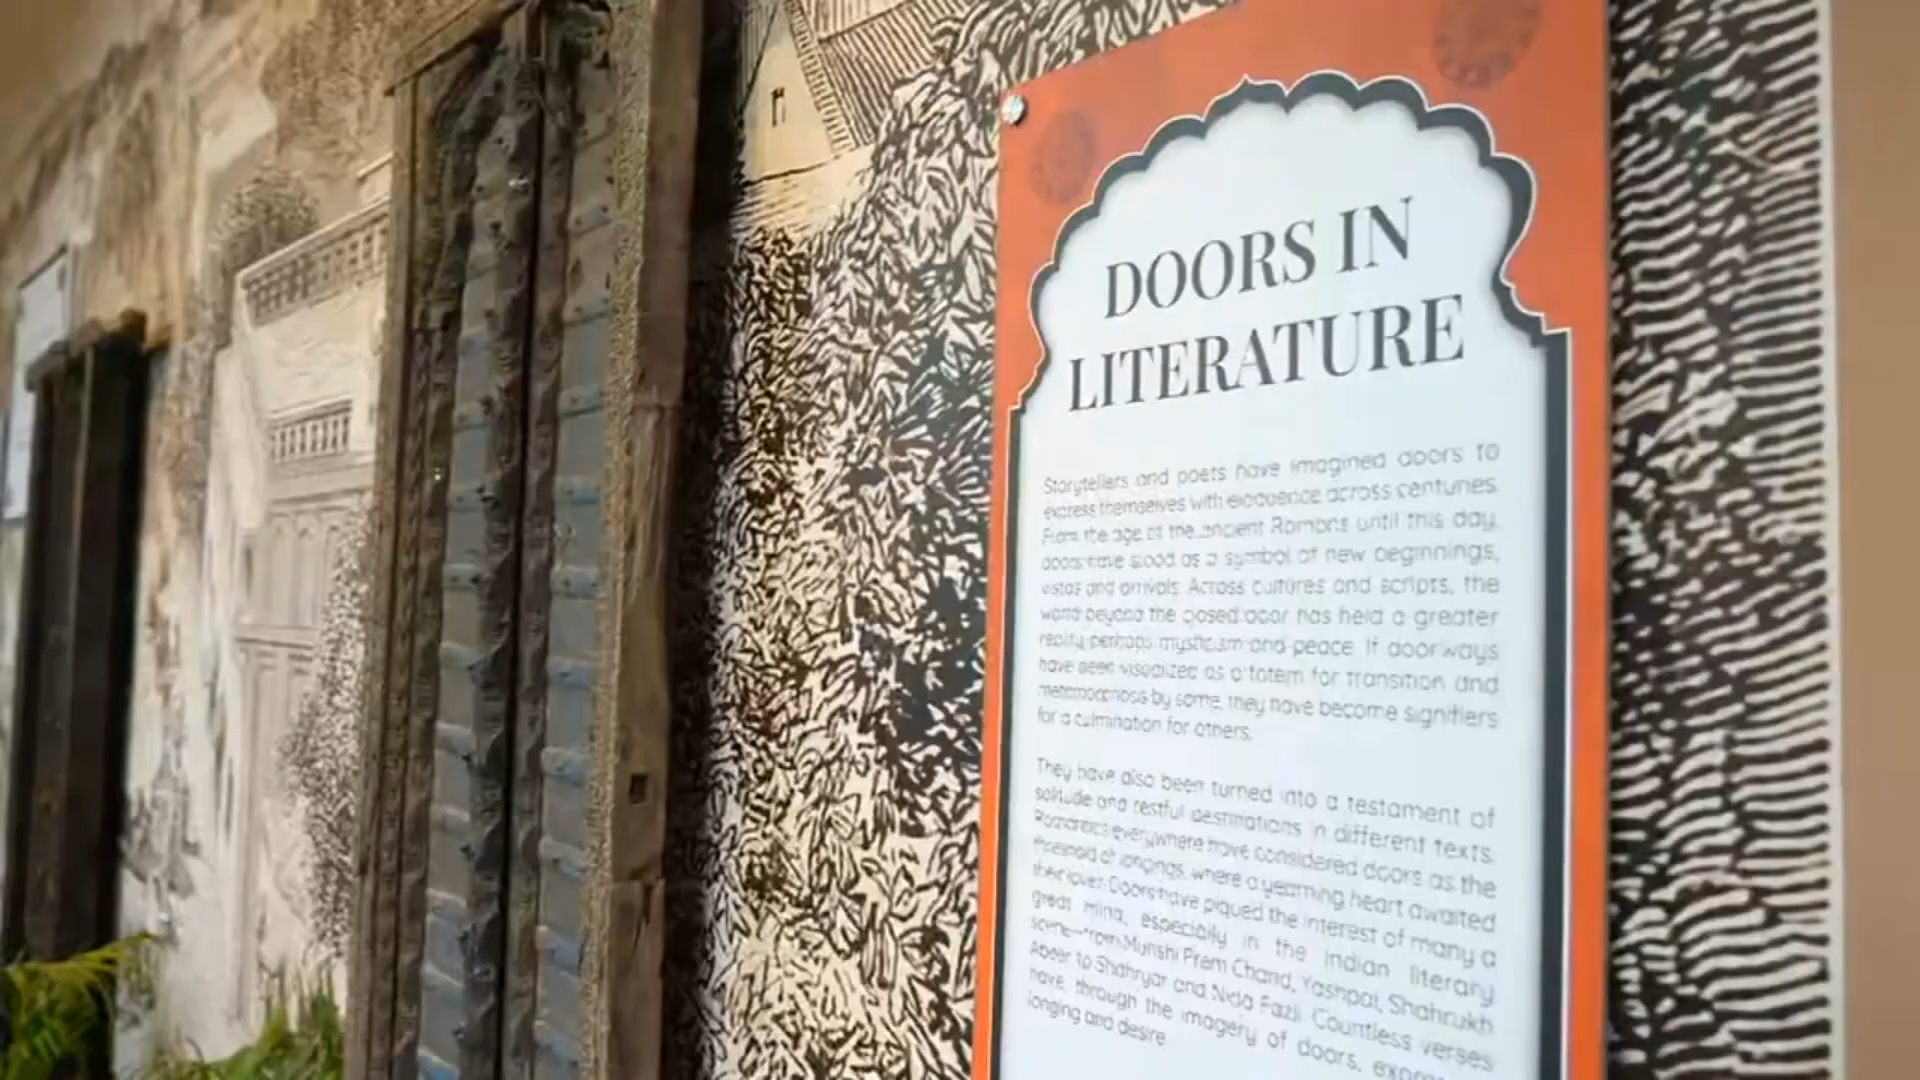 DOORS IN
LITERATURE
Storytellers and poets have imagined doors to
express themselves with eloquence across centuries.
From the age of the ancient Romans until this day,
doors have stood as a symbol of new beginnings,
vistas and arrivals. Across cultures and scripts, the
world beyond the closed door has held a greater
reality, perhaps mysticism and peace. If doorways
have been visualized as a totem for transition and
metamorphosis by some, they have become signifiers
for a culmination for others.
They have also been turned into a testament of
solitude and restful destinations in different texts.
Romantics everywhere have considered doors as the
threshold of longings, where a yearning heart awaited
the lover. Doors have piqued the interest of many a
great mind, especially in the Indian literary
scene—from Munshi Prem Chand, Yashpal, Shahrukh
Abeer to Shahryar and Nida Fazli. Countless verses
have, through the imagery of doors,
longing and desire.